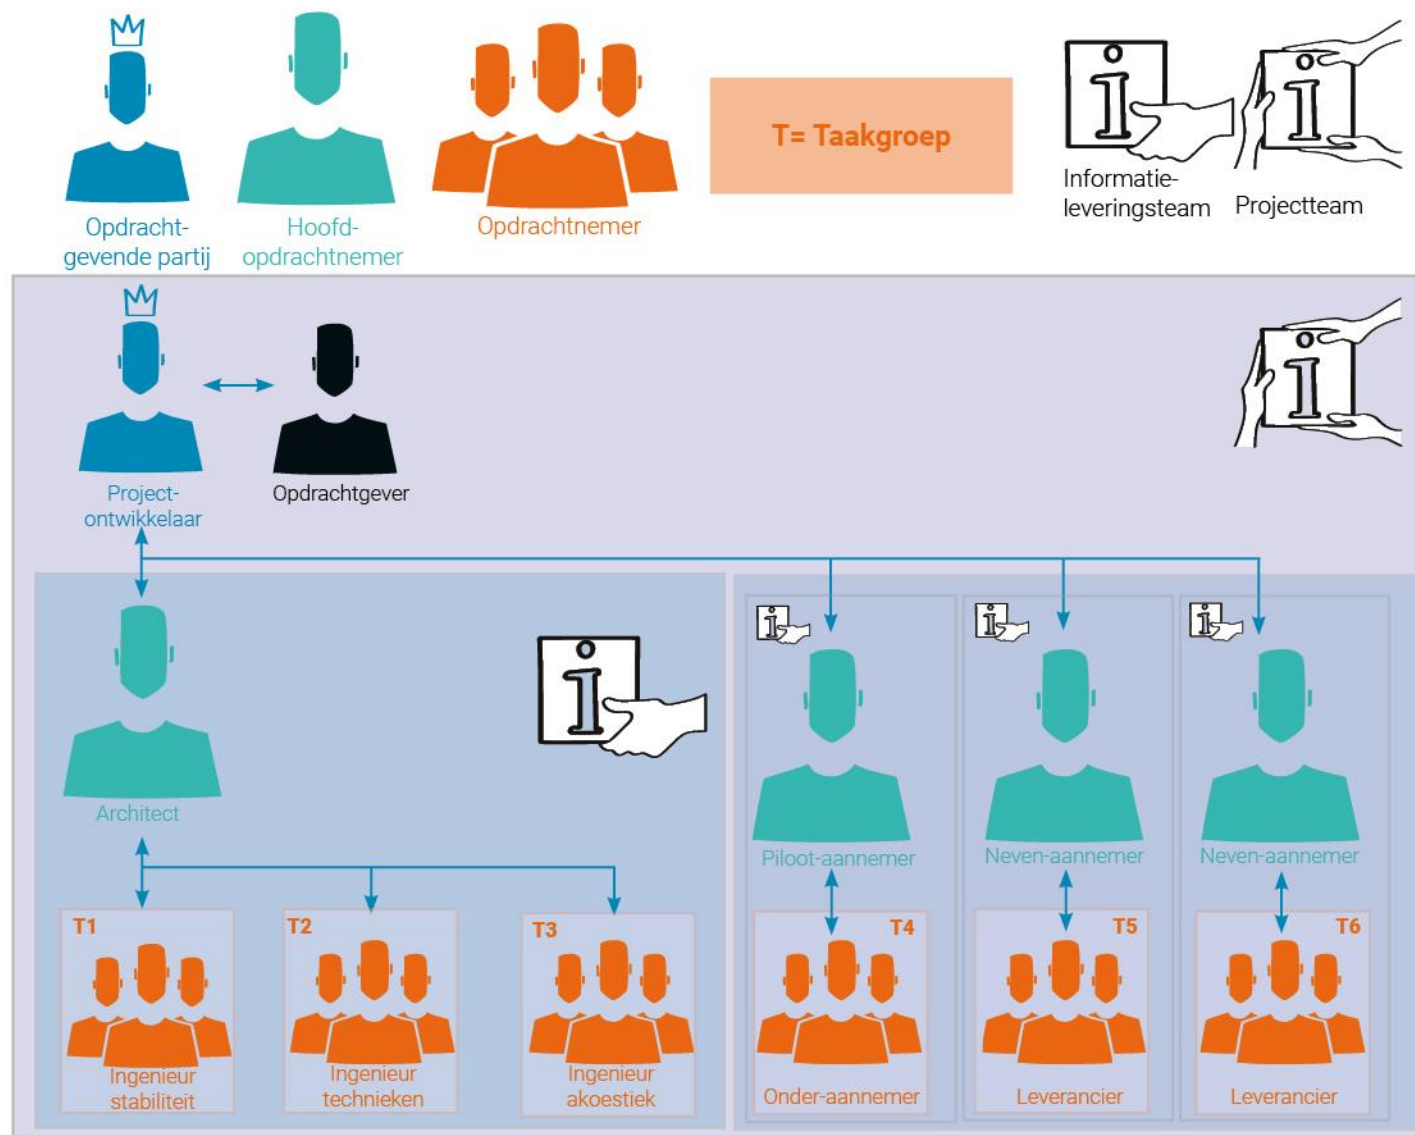 T= Taakgroep
Opdracht-
gevende partij
Hoofd-
opdrachtnemer
Opdrachtnemer
Informatie-
leveringsteam
Projectteam
Project-
ontwikkelaar
Opdrachtgever
Architect
Piloot-aannemer
Neven-aannemer
Neven-aannemer
T1
T2
T3
T4
T5
T6
Ingenieur
stabiliteit
Ingenieur
technieken
Ingenieur
akoestiek
Onder-aannemer
Leverancier
Leverancier